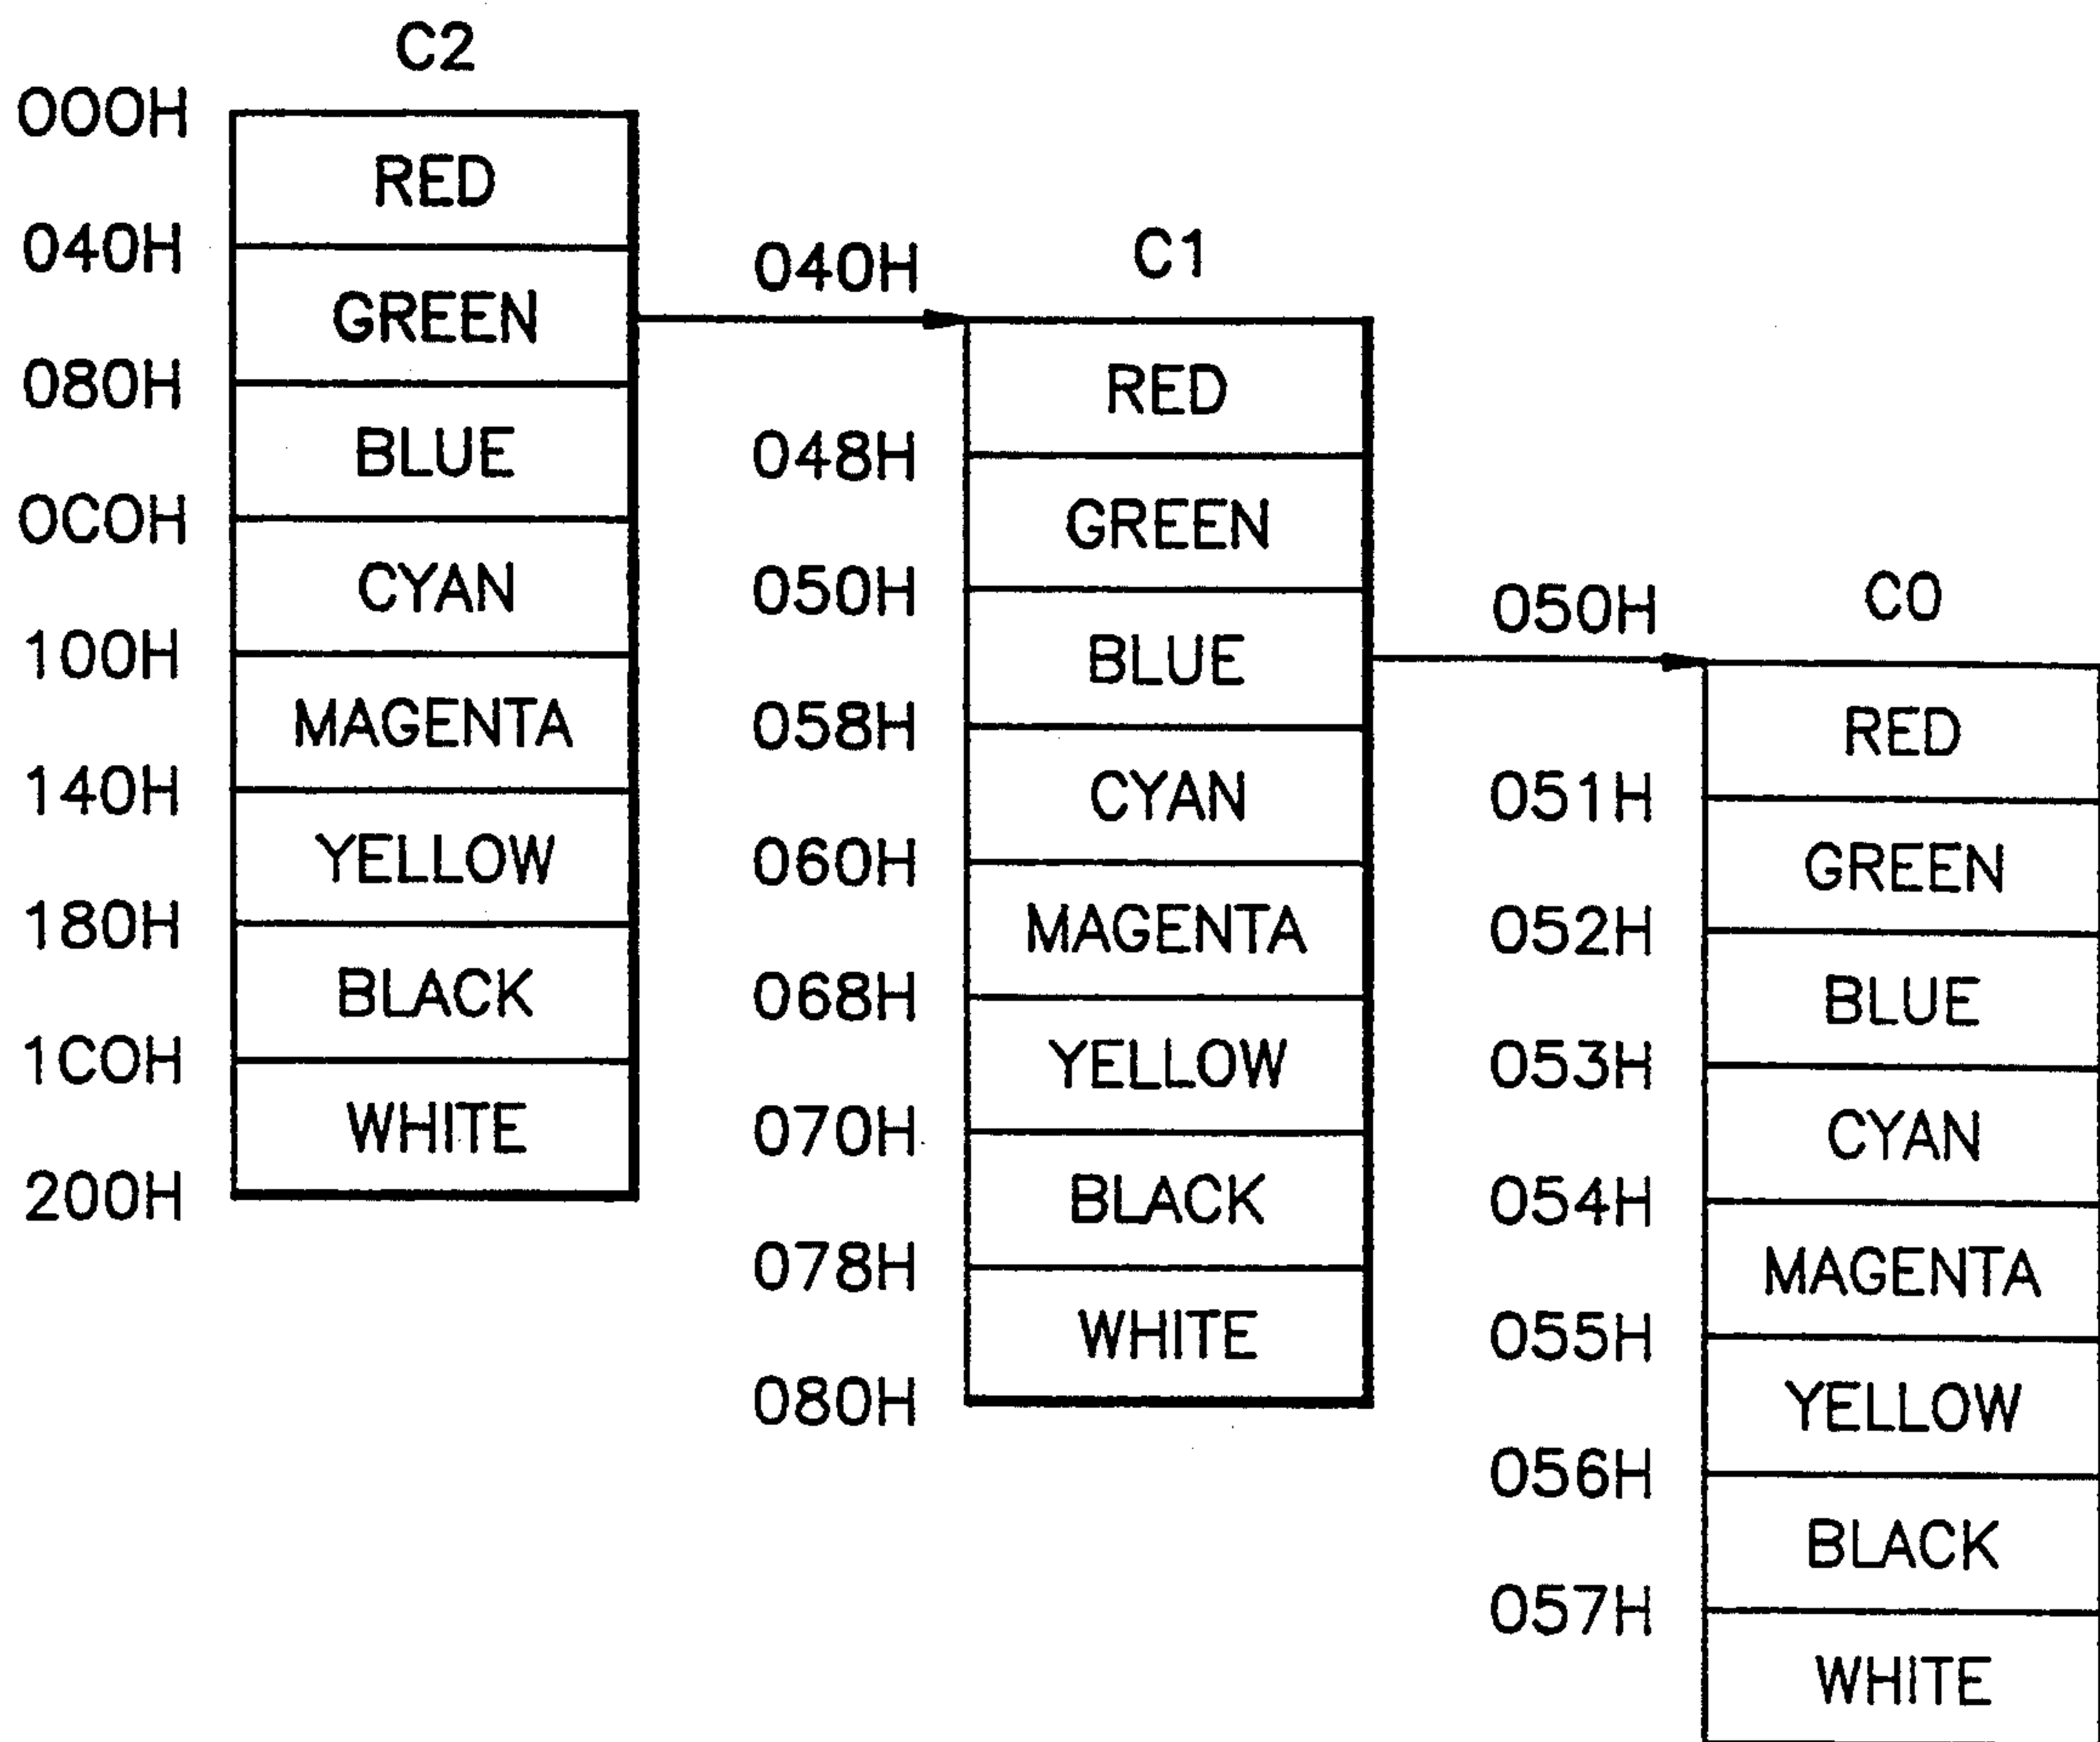 C2
000H
RED
040H
GREEN
080H
BLUE
0C0H
CYAN
100H
MAGENTA
140H
YELLOW
180H
BLACK
1C0H
WHITE
200H
C1
040H
RED
048H
GREEN
050H
BLUE
058H
CYAN
060H
MAGENTA
068H
YELLOW
070H
BLACK
078H
WHITE
080H
C0
050H
RED
051H
GREEN
052H
BLUE
053H
CYAN
054H
MAGENTA
055H
YELLOW
056H
BLACK
057H
WHITE